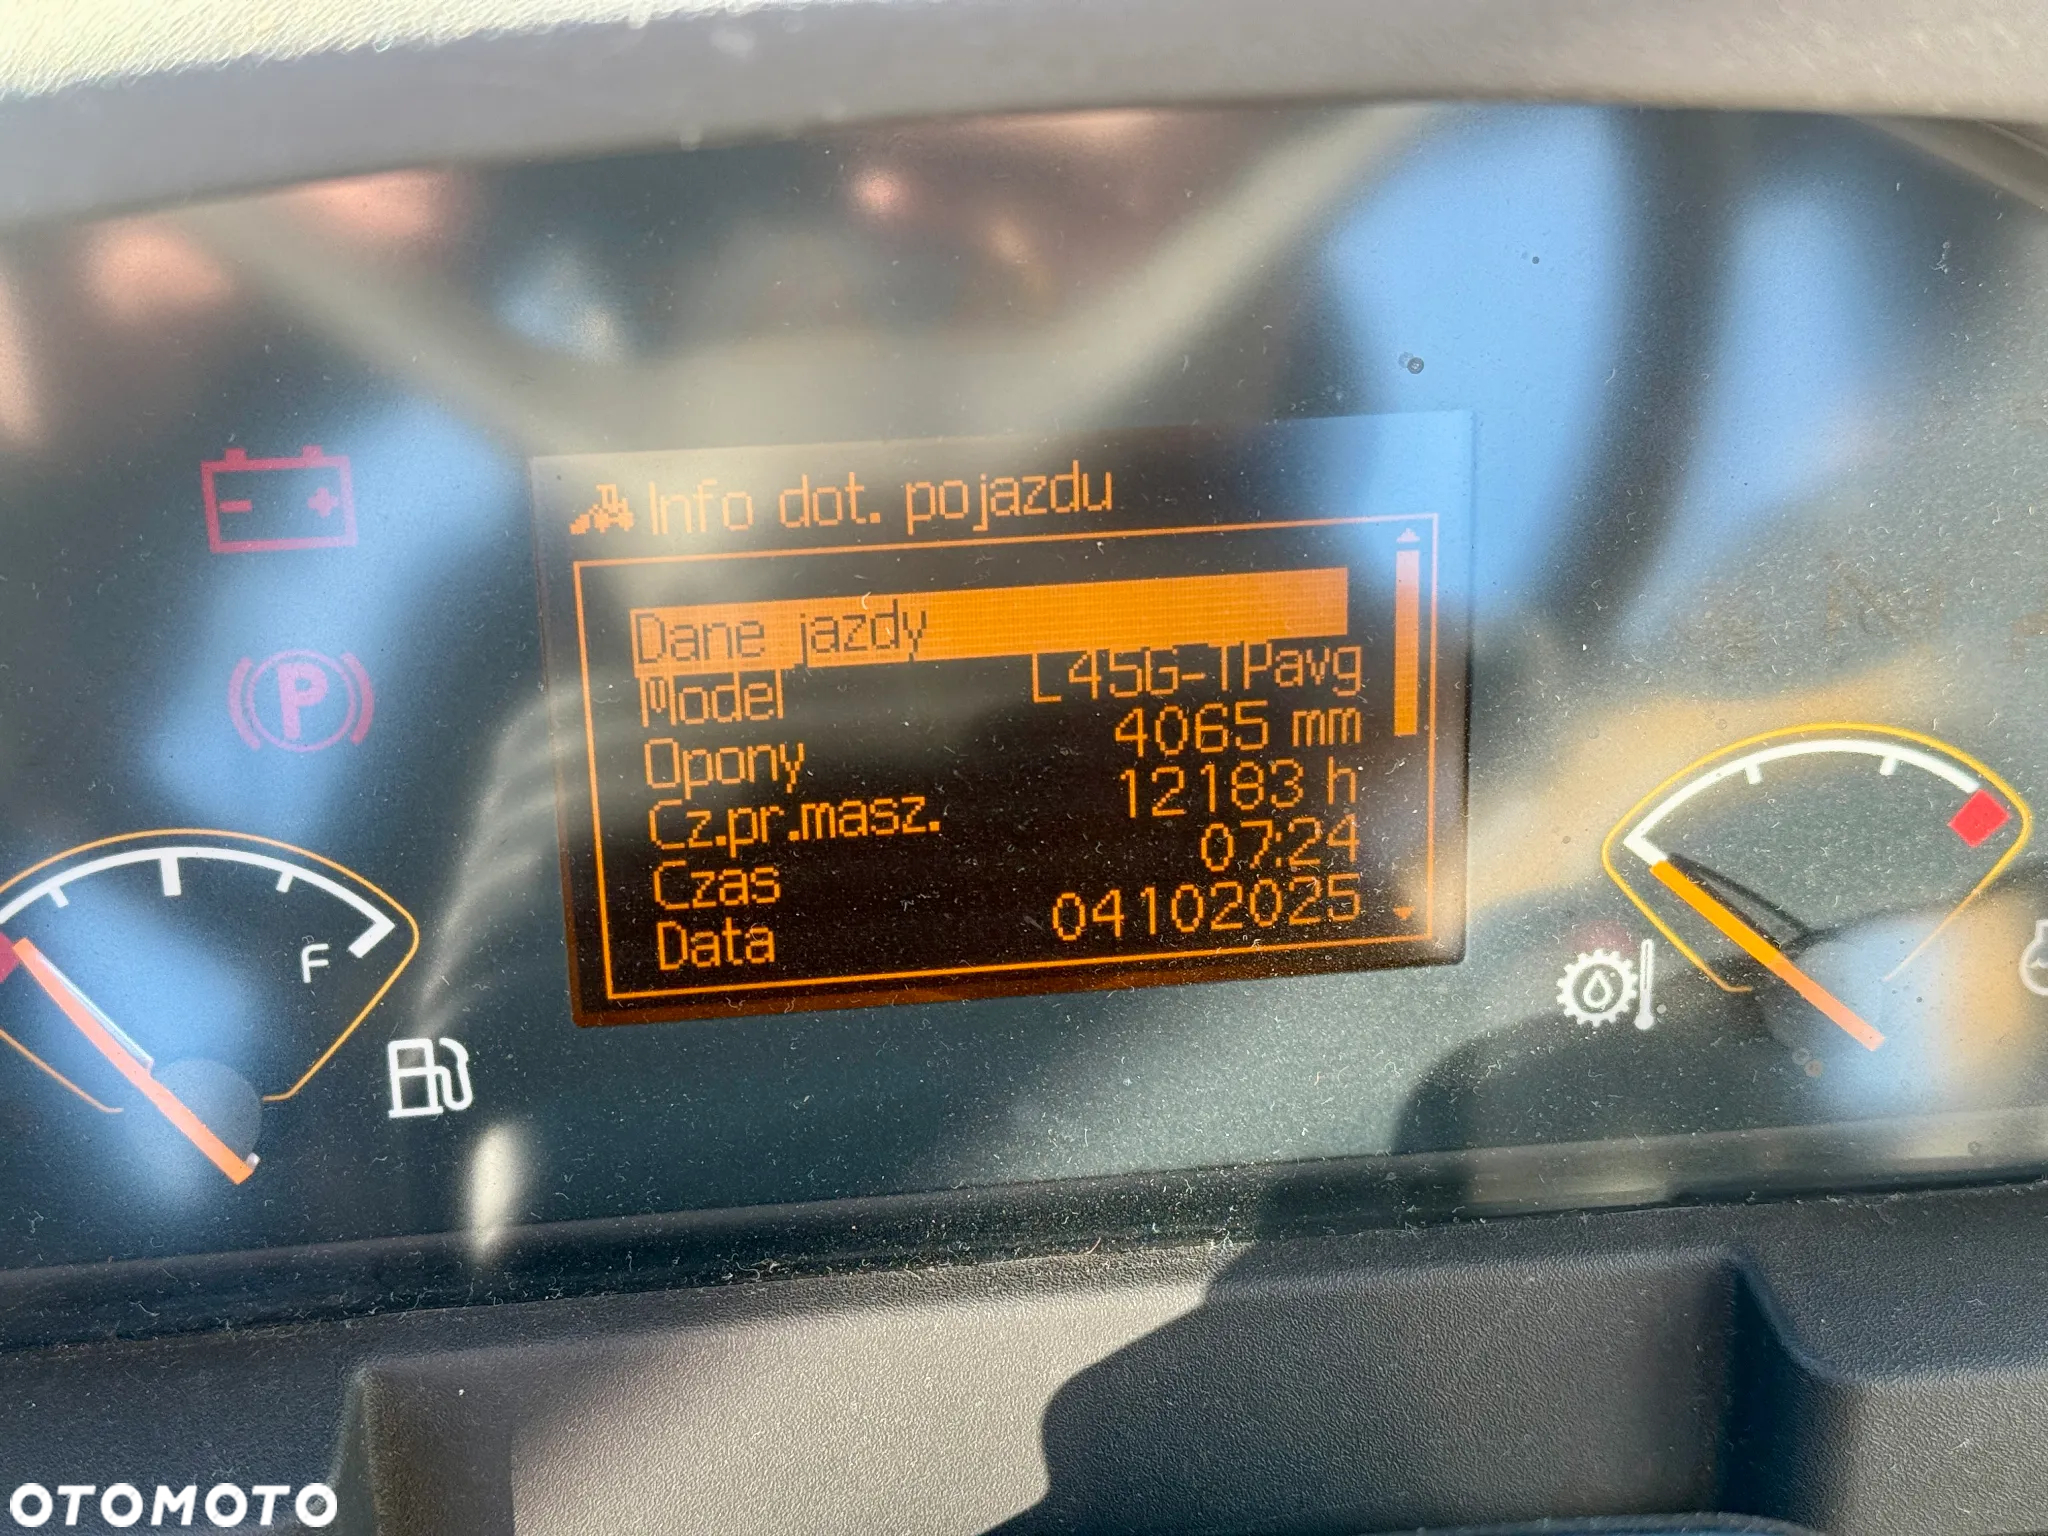 Info dot. pojazdu
Dane jazdy
Model L45G-TPavg
Opony 4065 mm
Cz.pr.masz. 12183 h
Czas 07:24
Data 04102025
F
P
OTOMOTO